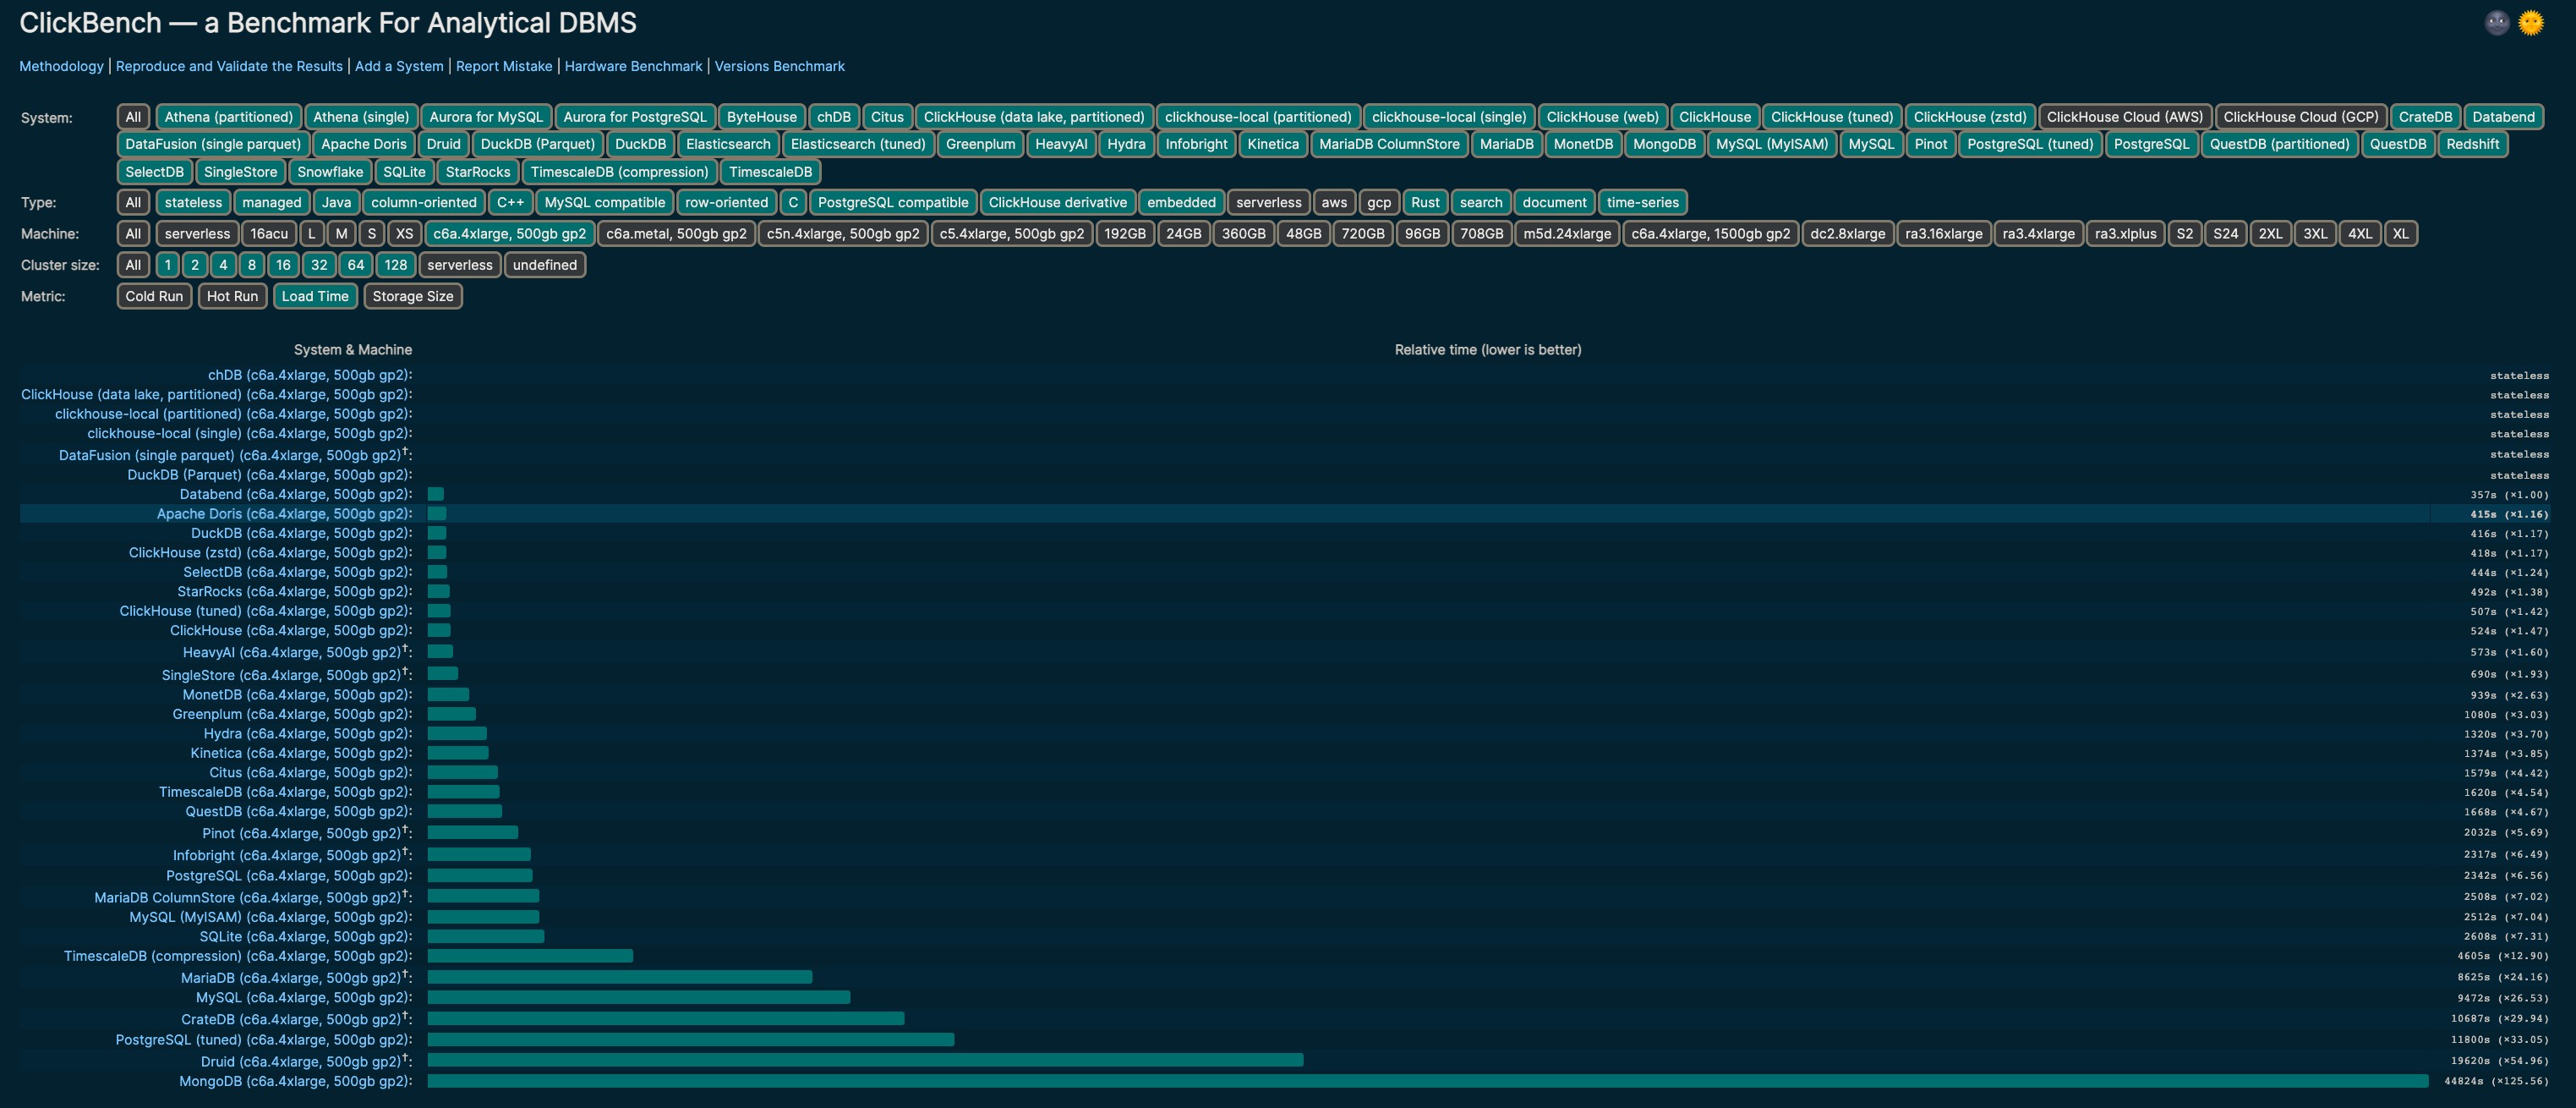 ClickBench — a Benchmark For Analytical DBMS
Methodology | Reproduce and Validate the Results | Add a System | Report Mistake | Hardware Benchmark | Versions Benchmark
System: All Athena (partitioned) Athena (single) Aurora for MySQL Aurora for PostgreSQL ByteHouse chDB Citus ClickHouse (data lake, partitioned) clickhouse-local (partitioned) clickhouse-local (single) ClickHouse (web) ClickHouse ClickHouse (tuned) ClickHouse (zstd) ClickHouse Cloud (AWS) ClickHouse Cloud (GCP) CrateDB Databend
DataFusion (single parquet) Apache Doris Druid DuckDB (Parquet) DuckDB Elasticsearch Elasticsearch (tuned) Greenplum HeavyAI Hydra Infobright Kinetica MariaDB ColumnStore MariaDB MonetDB MongoDB MySQL (MyISAM) MySQL Pinot PostgreSQL (tuned) PostgreSQL QuestDB (partitioned) QuestDB Redshift
SelectDB SingleStore Snowflake SQLite StarRocks TimescaleDB (compression) TimescaleDB
Type: All stateless managed Java column-oriented C++ MySQL compatible row-oriented C PostgreSQL compatible ClickHouse derivative embedded serverless aws gcp Rust search document time-series
Machine: All serverless 16acu L M S XS c6a.4xlarge, 500gb gp2 c6a.metal, 500gb gp2 c5n.4xlarge, 500gb gp2 c5.4xlarge, 500gb gp2 192GB 24GB 360GB 48GB 720GB 96GB 708GB m5d.24xlarge c6a.4xlarge, 1500gb gp2 dc2.8xlarge ra3.16xlarge ra3.4xlarge ra3.xlplus S2 S24 2XL 3XL 4XL XL
Cluster size: All 1 2 4 8 16 32 64 128 serverless undefined
Metric: Cold Run Hot Run Load Time Storage Size
System & Machine Relative time (lower is better)
chDB (c6a.4xlarge, 500gb gp2): stateless
ClickHouse (data lake, partitioned) (c6a.4xlarge, 500gb gp2): stateless
clickhouse-local (partitioned) (c6a.4xlarge, 500gb gp2): stateless
clickhouse-local (single) (c6a.4xlarge, 500gb gp2): stateless
DataFusion (single parquet) (c6a.4xlarge, 500gb gp2)†: stateless
DuckDB (Parquet) (c6a.4xlarge, 500gb gp2): stateless
Databend (c6a.4xlarge, 500gb gp2): 357s (×1.00)
Apache Doris (c6a.4xlarge, 500gb gp2): 415s (×1.16)
DuckDB (c6a.4xlarge, 500gb gp2): 416s (×1.17)
ClickHouse (zstd) (c6a.4xlarge, 500gb gp2): 418s (×1.17)
SelectDB (c6a.4xlarge, 500gb gp2): 444s (×1.24)
StarRocks (c6a.4xlarge, 500gb gp2): 492s (×1.38)
ClickHouse (tuned) (c6a.4xlarge, 500gb gp2): 507s (×1.42)
ClickHouse (c6a.4xlarge, 500gb gp2): 524s (×1.47)
HeavyAI (c6a.4xlarge, 500gb gp2)†: 573s (×1.60)
SingleStore (c6a.4xlarge, 500gb gp2)†: 690s (×1.93)
MonetDB (c6a.4xlarge, 500gb gp2): 939s (×2.63)
Greenplum (c6a.4xlarge, 500gb gp2): 1080s (×3.03)
Hydra (c6a.4xlarge, 500gb gp2): 1320s (×3.70)
Kinetica (c6a.4xlarge, 500gb gp2): 1374s (×3.85)
Citus (c6a.4xlarge, 500gb gp2): 1579s (×4.42)
TimescaleDB (c6a.4xlarge, 500gb gp2): 1620s (×4.54)
QuestDB (c6a.4xlarge, 500gb gp2): 1668s (×4.67)
Pinot (c6a.4xlarge, 500gb gp2)†: 2032s (×5.69)
Infobright (c6a.4xlarge, 500gb gp2)†: 2317s (×6.49)
PostgreSQL (c6a.4xlarge, 500gb gp2): 2342s (×6.56)
MariaDB ColumnStore (c6a.4xlarge, 500gb gp2)†: 2508s (×7.02)
MySQL (MyISAM) (c6a.4xlarge, 500gb gp2): 2512s (×7.04)
SQLite (c6a.4xlarge, 500gb gp2): 2608s (×7.31)
TimescaleDB (compression) (c6a.4xlarge, 500gb gp2): 4605s (×12.90)
MariaDB (c6a.4xlarge, 500gb gp2)†: 8625s (×24.16)
MySQL (c6a.4xlarge, 500gb gp2): 9472s (×26.53)
CrateDB (c6a.4xlarge, 500gb gp2)†: 10687s (×29.94)
PostgreSQL (tuned) (c6a.4xlarge, 500gb gp2): 11800s (×33.05)
Druid (c6a.4xlarge, 500gb gp2)†: 19620s (×54.96)
MongoDB (c6a.4xlarge, 500gb gp2): 44824s (×125.56)